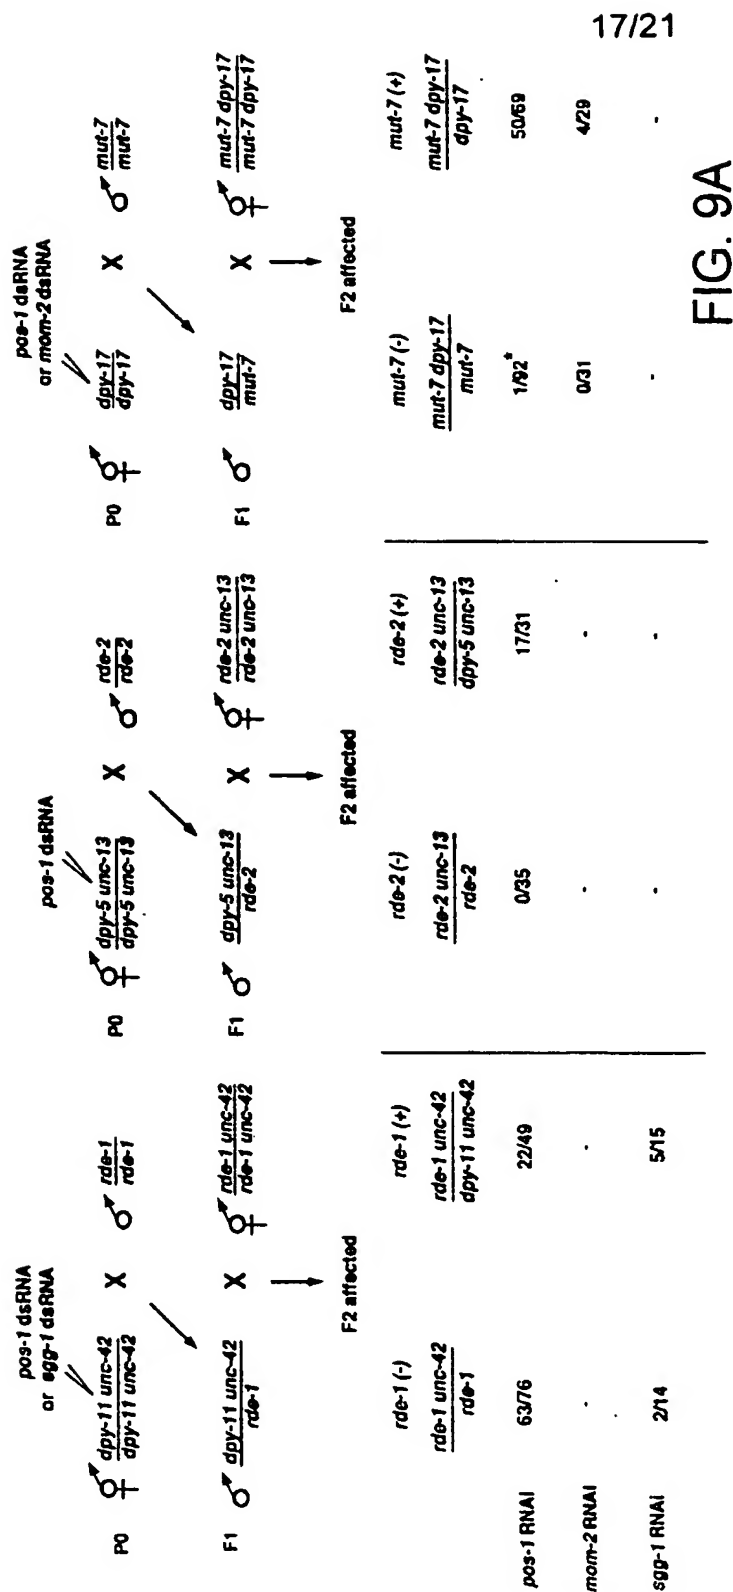 17/21
pos-1 dsRNA
or sgg-1 dsRNA
P0 dpy-11 unc-42 X rde-1
dpy-11 unc-42 rde-1
F1 dpy-11 unc-42 X rde-1 unc-42
rde-1 rde-1 unc-42
F2 affected
rde-1 (-) rde-1 (+)
rde-1 unc-42 rde-1 unc-42
rde-1 dpy-11 unc-42
pos-1 RNAi 63/76 22/49
mom-2 RNAi - -
sgg-1 RNAi 2/14 5/15
pos-1 dsRNA
P0 dpy-5 unc-13 X rde-2
dpy-5 unc-13 rde-2
F1 dpy-5 unc-13 X rde-2 unc-13
rde-2 rde-2 unc-13
F2 affected
rde-2 (-) rde-2 (+)
rde-2 unc-13 rde-2 unc-13
rde-2 dpy-5 unc-13
0/35 17/31
- -
- -
pos-1 dsRNA
or mom-2 dsRNA
P0 dpy-17 X mut-7
dpy-17 mut-7
F1 dpy-17 X mut-7 dpy-17
mut-7 mut-7 dpy-17
F2 affected
mut-7 (-) mut-7 (+)
mut-7 dpy-17 mut-7 dpy-17
mut-7 dpy-17
1/92* 50/69
0/31 4/29
- -
FIG. 9A